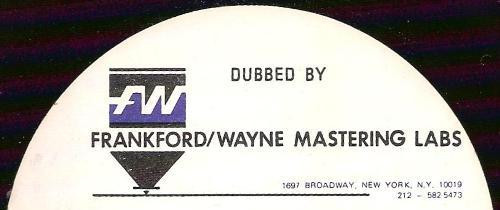 DUBBED BY
FW
FRANKFORD/WAYNE MASTERING LABS
1697 BROADWAY, NEW YORK, N.Y. 10019
212 - 582-5473